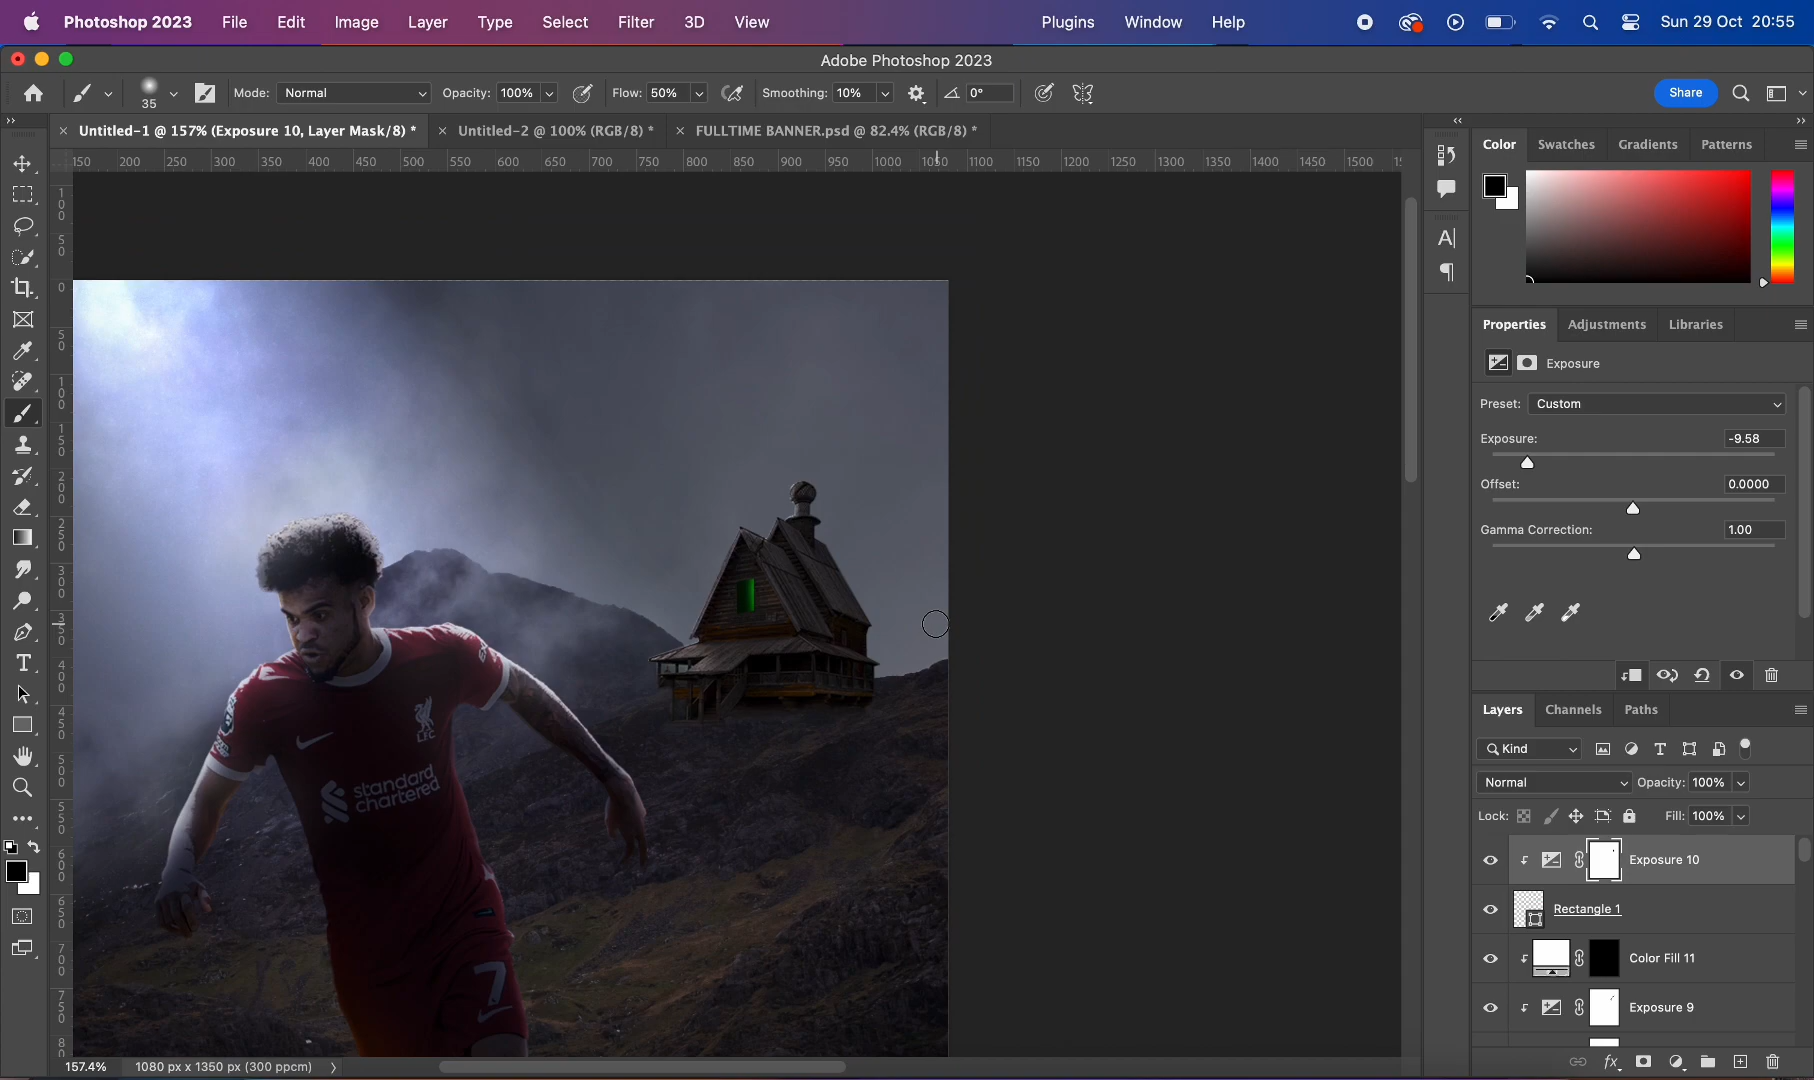 Photoshop 2023 File Edit Image Layer Type Select Filter 3D View Plugins Window Help Sun 29 Oct 20:55
Adobe Photoshop 2023
35 Mode: Normal Opacity: 100% Flow: 50% Smoothing: 10% 0° Share
Untitled-1 @ 157% (Exposure 10, Layer Mask/8) * Untitled-2 @ 100% (RGB/8) * FULLTIME BANNER.psd @ 82.4% (RGB/8) *
150 200 250 300 350 400 450 500 550 600 650 700 750 800 850 900 950 1000 1050 1100 1150 1200 1250 1300 1350 1400 1450 1500
Color Swatches Gradients Patterns
Properties Adjustments Libraries
Exposure
Preset: Custom
Exposure: -9.58
Offset: 0.0000
Gamma Correction: 1.00
Layers Channels Paths
Kind
Normal Opacity: 100%
Lock: Fill: 100%
Exposure 10
Rectangle 1
Color Fill 11
Exposure 9
LFC
standard
chartered
7
157.4% 1080 px x 1350 px (300 ppcm)